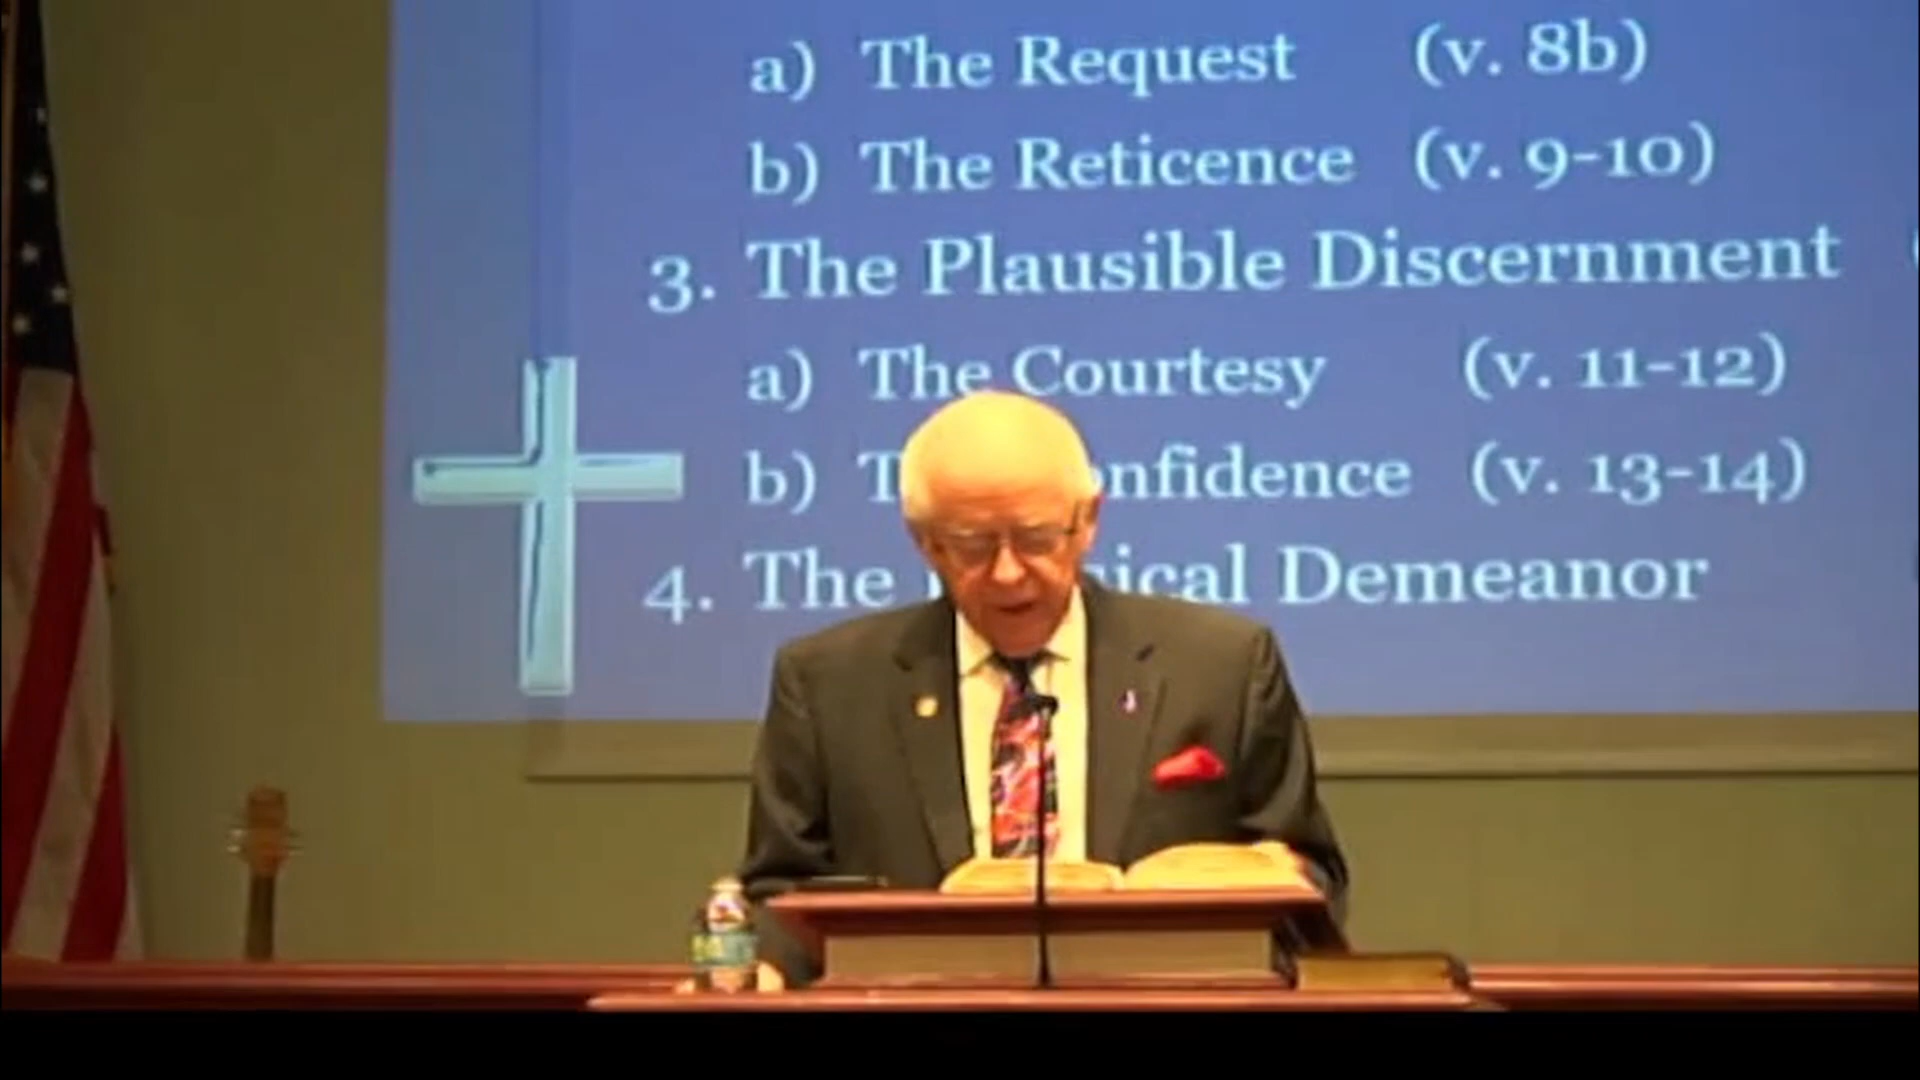 a) The Request (v. 8b)
b) The Reticence (v. 9-10)
3. The Plausible Discernment (
a) The Courtesy (v. 11-12)
b) nfidence (v. 13-14)
4. The Demeanor